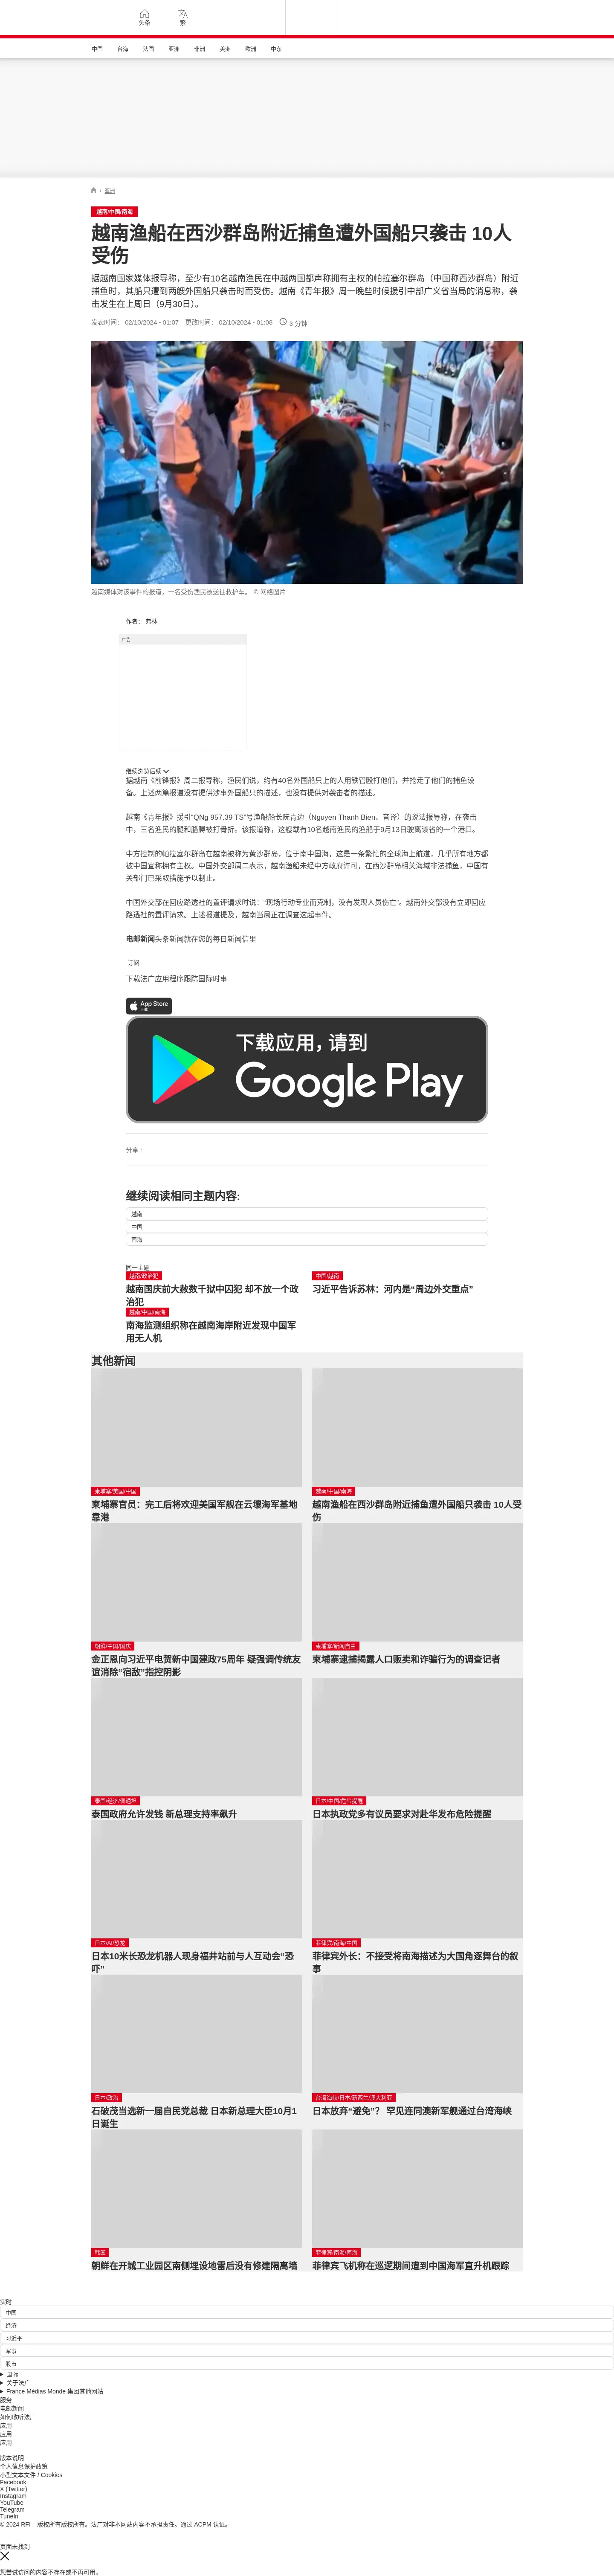 头条
繁
中国 台海 法国 亚洲 非洲 美洲 欧洲 中东
/ 亚洲
越南/中国/南海
越南渔船在西沙群岛附近捕鱼遭外国船只袭击 10人
受伤
据越南国家媒体报导称，至少有10名越南渔民在中越两国都声称拥有主权的帕拉塞尔群岛（中国称西沙群岛）附近
捕鱼时，其船只遭到两艘外国船只袭击时而受伤。越南《青年报》周一晚些时候援引中部广义省当局的消息称，袭
击发生在上周日（9月30日）。
发表时间： 02/10/2024 - 01:07 更改时间： 02/10/2024 - 01:08 3 分钟
越南媒体对该事件的报道，一名受伤渔民被送往救护车。 © 网络图片
作者： 弗林
广告
继续浏览后续
据越南《前锋报》周二报导称，渔民们说，约有40名外国船只上的人用铁管殴打他们，并抢走了他们的捕鱼设
备。上述两篇报道没有提供涉事外国船只的描述，也没有提供对袭击者的描述。
越南《青年报》援引“QNg 957.39 TS”号渔船船长阮青边（Nguyen Thanh Bien、音译）的说法报导称，在袭击
中，三名渔民的腿和胳膊被打骨折。该报道称，这艘载有10名越南渔民的渔船于9月13日驶离该省的一个港口。
中方控制的帕拉塞尔群岛在越南被称为黄沙群岛，位于南中国海，这是一条繁忙的全球海上航道，几乎所有地方都
被中国宣称拥有主权。中国外交部周二表示，越南渔船未经中方政府许可，在西沙群岛相关海域非法捕鱼，中国有
关部门已采取措施予以制止。
中国外交部在回应路透社的置评请求时说：“现场行动专业而克制，没有发现人员伤亡”。越南外交部没有立即回应
路透社的置评请求。上述报道提及，越南当局正在调查这起事件。
电邮新闻头条新闻就在您的每日新闻信里
订阅
下载法广应用程序跟踪国际时事
App Store
下载
下载应用，请到
Google Play
分享 :
继续阅读相同主题内容:
越南
中国
南海
同一主题
越南/政治犯
越南国庆前大赦数千狱中囚犯 却不放一个政
治犯
中国/越南
习近平告诉苏林：河内是“周边外交重点”
越南/中国/南海
南海监测组织称在越南海岸附近发现中国军
用无人机
其他新闻
柬埔寨/美国/中国
柬埔寨官员：完工后将欢迎美国军舰在云壤海军基地
靠港
越南/中国/南海
越南渔船在西沙群岛附近捕鱼遭外国船只袭击 10人受
伤
朝鲜/中国/国庆
金正恩向习近平电贺新中国建政75周年 疑强调传统友
谊消除“宿敌”指控阴影
柬埔寨/新闻自由
柬埔寨逮捕揭露人口贩卖和诈骗行为的调查记者
泰国/经济/佩通坦
泰国政府允许发钱 新总理支持率飙升
日本/中国/危险提醒
日本执政党多有议员要求对赴华发布危险提醒
日本/AI/恐龙
日本10米长恐龙机器人现身福井站前与人互动会“恐
吓”
菲律宾/南海/中国
菲律宾外长：不接受将南海描述为大国角逐舞台的叙
事
日本/政治
石破茂当选新一届自民党总裁 日本新总理大臣10月1
日诞生
台湾海峡/日本/新西兰/澳大利亚
日本放弃“避免”？ 罕见连同澳新军舰通过台湾海峡
韩国
朝鲜在开城工业园区南侧埋设地雷后没有修建隔离墙
菲律宾/南海/南海
菲律宾飞机称在巡逻期间遭到中国海军直升机跟踪
实时
中国
经济
习近平
军事
股市
国际
关于法广
France Médias Monde 集团其他网站
服务
电邮新闻
如何收听法广
应用
应用
应用
版本说明
个人信息保护政策
小型文本文件 / Cookies
Facebook
X (Twitter)
Instagram
YouTube
Telegram
TuneIn
© 2024 RFI – 版权所有版权所有。法广对非本网站内容不承担责任。通过 ACPM 认证。
页面未找到
您尝试访问的内容不存在或不再可用。